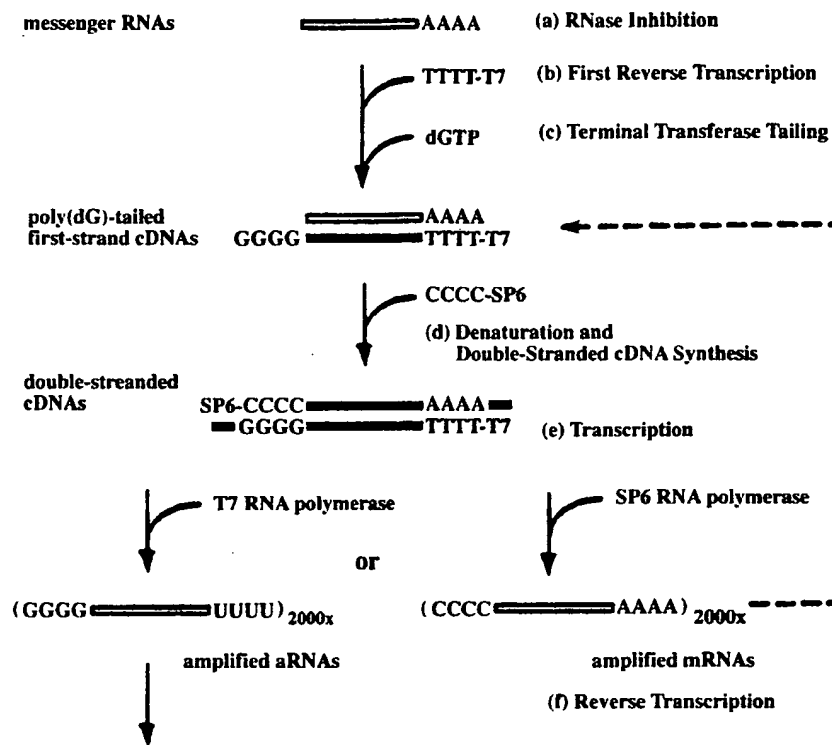 messenger RNAs
AAAA
(a) RNase Inhibition
TTTT-T7
(b) First Reverse Transcription
dGTP
(c) Terminal Transferase Tailing
poly(dG)-tailed
first-strand cDNAs
AAAA
GGGG
TTTT-T7
CCCC-SP6
(d) Denaturation and
Double-Stranded cDNA Synthesis
double-streanded
cDNAs
SP6-CCCC
AAAA
GGGG
TTTT-T7
(e) Transcription
T7 RNA polymerase
SP6 RNA polymerase
or
(GGGG
UUUU)2000x
(CCCC
AAAA)2000x
amplified aRNAs
amplified mRNAs
(f) Reverse Transcription